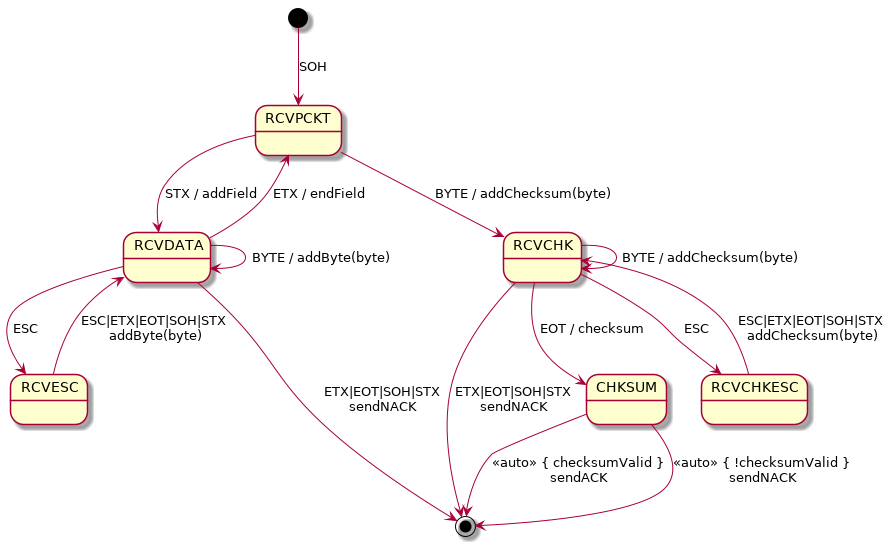 SOH
RCVPCKT
STX / addField
ETX / endField
BYTE / addChecksum(byte)
RCVDATA
BYTE / addByte(byte)
RCVCHK
BYTE / addChecksum(byte)
ESC
ESC|ETX|EOT|SOH|STX
addByte(byte)
EOT / checksum
ESC
ESC|ETX|EOT|SOH|STX
addChecksum(byte)
RCVESC
ETX|EOT|SOH|STX
sendNACK
ETX|EOT|SOH|STX
sendNACK
CHKSUM
RCVCHKESC
«auto» { checksumValid }
sendACK
«auto» { !checksumValid }
sendNACK